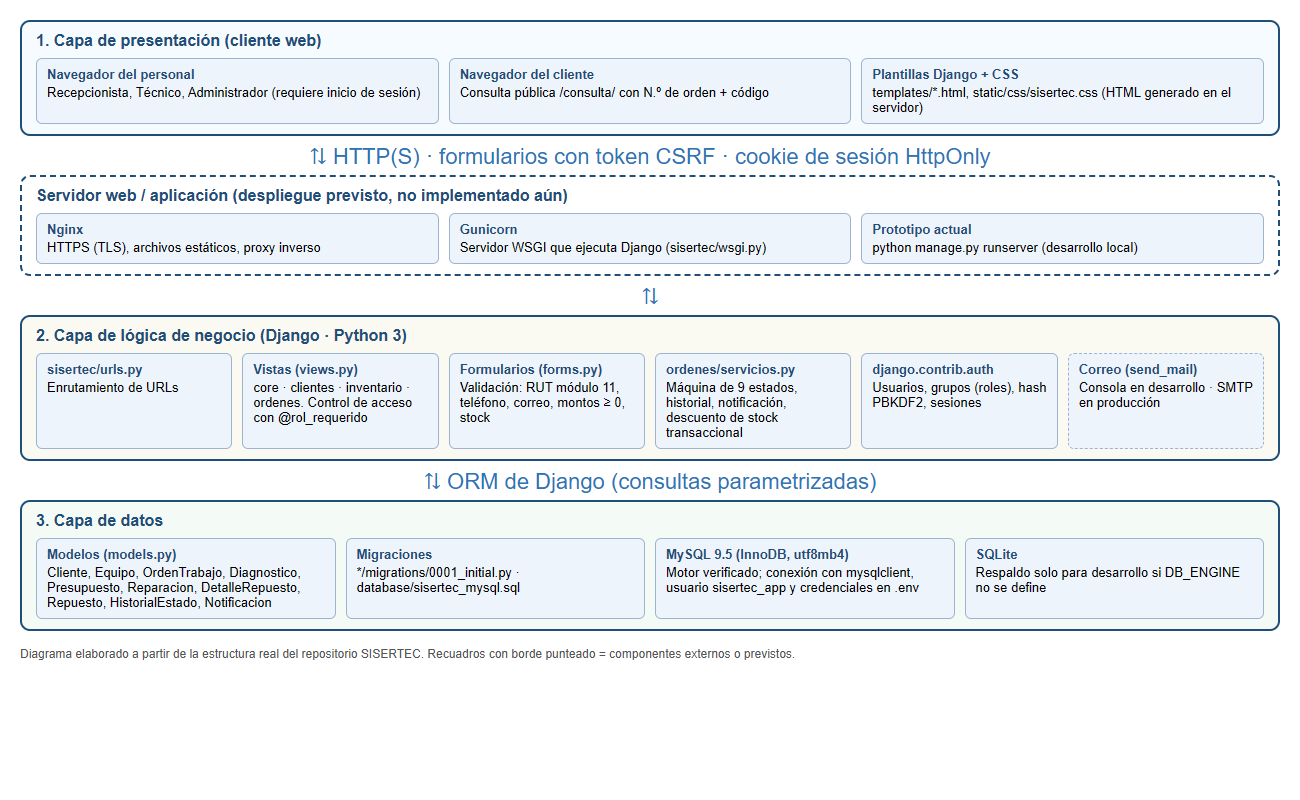 1. Capa de presentación (cliente web)
Navegador del personal
Recepcionista, Técnico, Administrador (requiere inicio de sesión)
Navegador del cliente
Consulta pública /consulta/ con N.º de orden + código
Plantillas Django + CSS
templates/*.html, static/css/sisertec.css (HTML generado en el
servidor)
⇅ HTTP(S) · formularios con token CSRF · cookie de sesión HttpOnly
Servidor web / aplicación (despliegue previsto, no implementado aún)
Nginx
HTTPS (TLS), archivos estáticos, proxy inverso
Gunicorn
Servidor WSGI que ejecuta Django (sisertec/wsgi.py)
Prototipo actual
python manage.py runserver (desarrollo local)
⇅
2. Capa de lógica de negocio (Django · Python 3)
sisertec/urls.py
Enrutamiento de URLs
Vistas (views.py)
core · clientes · inventario ·
ordenes. Control de acceso
con @rol_requerido
Formularios (forms.py)
Validación: RUT módulo 11,
teléfono, correo, montos ≥ 0,
stock
ordenes/servicios.py
Máquina de 9 estados,
historial, notificación,
descuento de stock
transaccional
django.contrib.auth
Usuarios, grupos (roles), hash
PBKDF2, sesiones
Correo (send_mail)
Consola en desarrollo · SMTP
en producción
⇅ ORM de Django (consultas parametrizadas)
3. Capa de datos
Modelos (models.py)
Cliente, Equipo, OrdenTrabajo, Diagnostico,
Presupuesto, Reparacion, DetalleRepuesto,
Repuesto, HistorialEstado, Notificacion
Migraciones
*/migrations/0001_initial.py ·
database/sisertec_mysql.sql
MySQL 9.5 (InnoDB, utf8mb4)
Motor verificado; conexión con mysqlclient,
usuario sisertec_app y credenciales en .env
SQLite
Respaldo solo para desarrollo si DB_ENGINE
no se define
Diagrama elaborado a partir de la estructura real del repositorio SISERTEC. Recuadros con borde punteado = componentes externos o previstos.